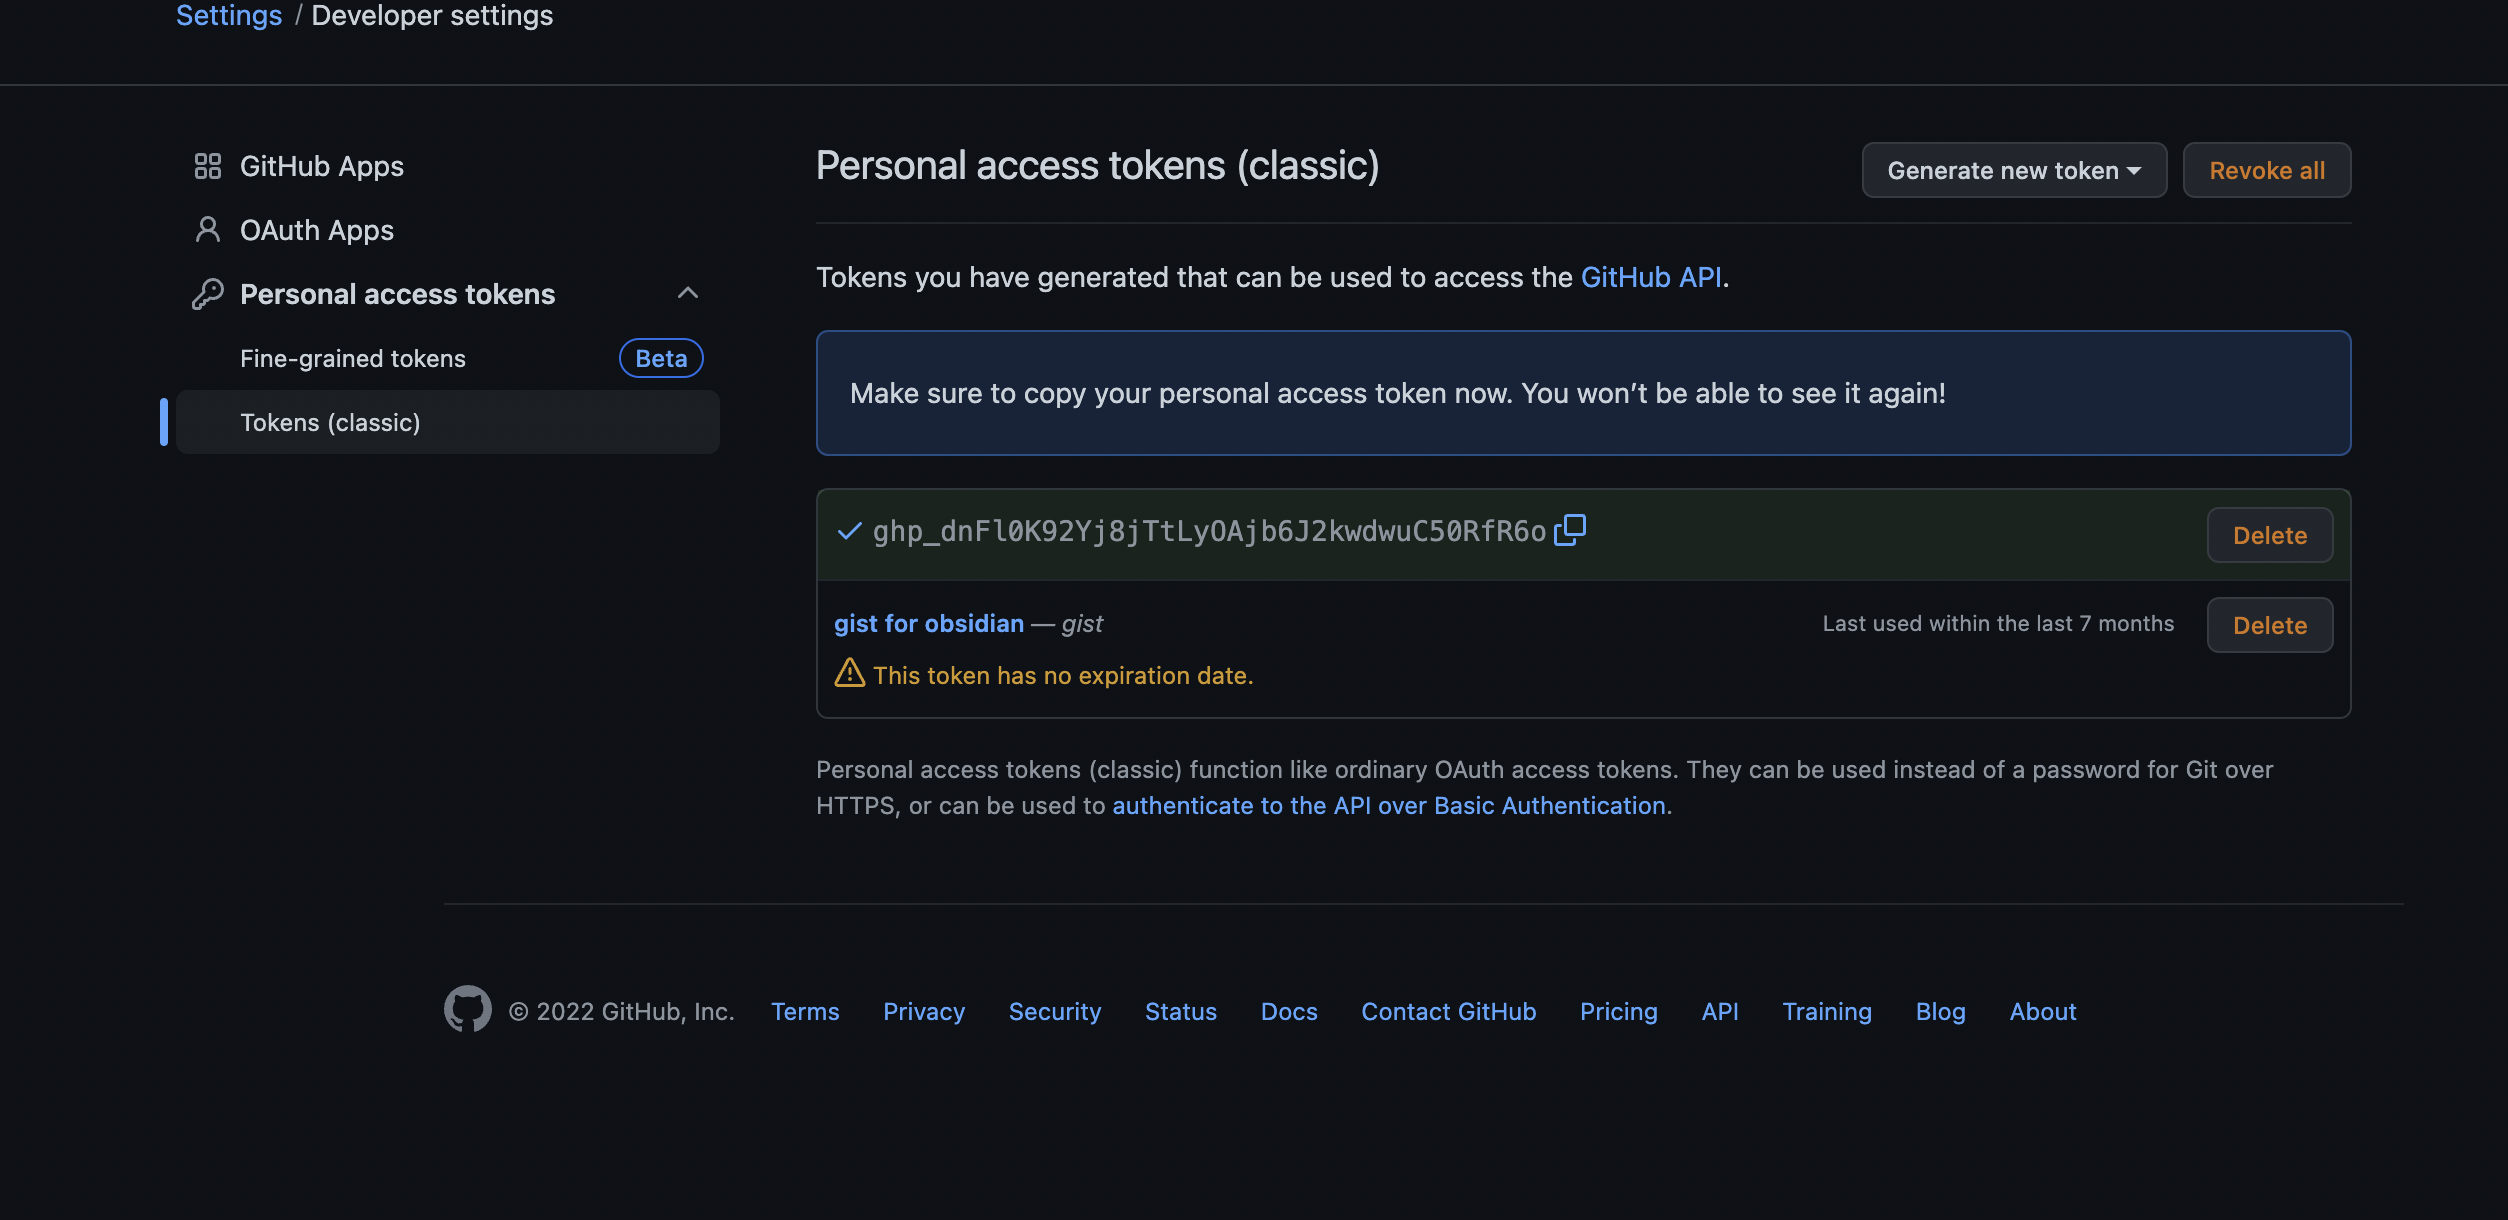 Settings / Developer settings
GitHub Apps
OAuth Apps
Personal access tokens
Fine-grained tokens Beta
Tokens (classic)
Personal access tokens (classic)
Generate new token
Revoke all
Tokens you have generated that can be used to access the GitHub API.
Make sure to copy your personal access token now. You won’t be able to see it again!
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
Delete
gist for obsidian — gist
Last used within the last 7 months
Delete
This token has no expiration date.
Personal access tokens (classic) function like ordinary OAuth access tokens. They can be used instead of a password for Git over
HTTPS, or can be used to authenticate to the API over Basic Authentication.
© 2022 GitHub, Inc. Terms Privacy Security Status Docs Contact GitHub Pricing API Training Blog About